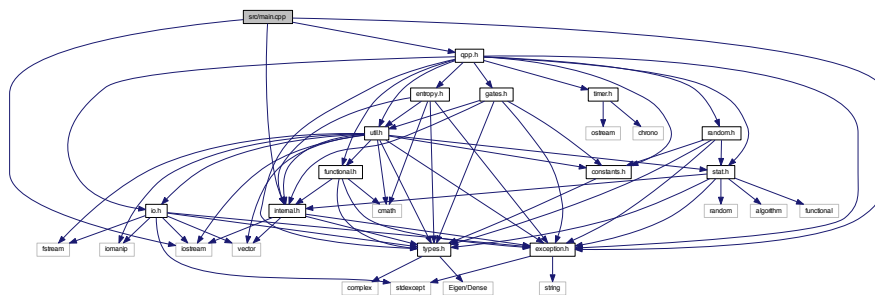 src/main.cpp
qpp.h
entropy.h
gates.h
timer.h
util.h
ostream
chrono
random.h
functional.h
constants.h
stat.h
io.h
internal.h
cmath
random
algorithm
functional
fstream
iomanip
iostream
vector
types.h
exception.h
complex
stdexcept
Eigen/Dense
string